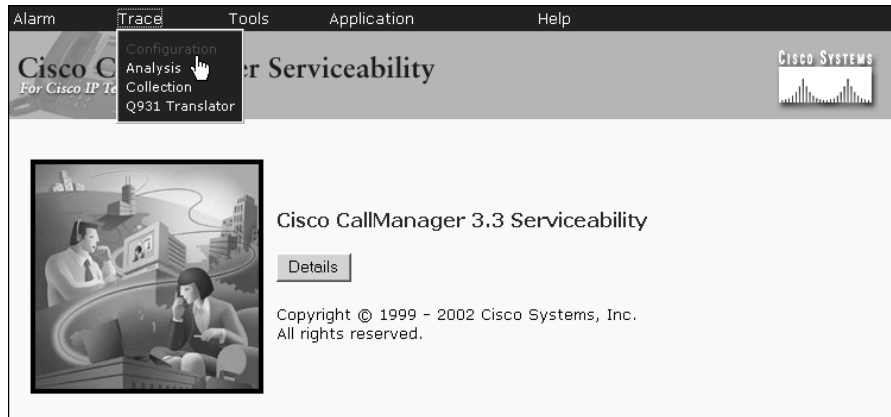 Alarm Trace Tools Application Help
Configuration
Analysis
Collection
Q931 Translator
Cisco C er Serviceability
For Cisco IP Te
CISCO SYSTEMS
Cisco CallManager 3.3 Serviceability
Details
Copyright © 1999 - 2002 Cisco Systems, Inc.
All rights reserved.